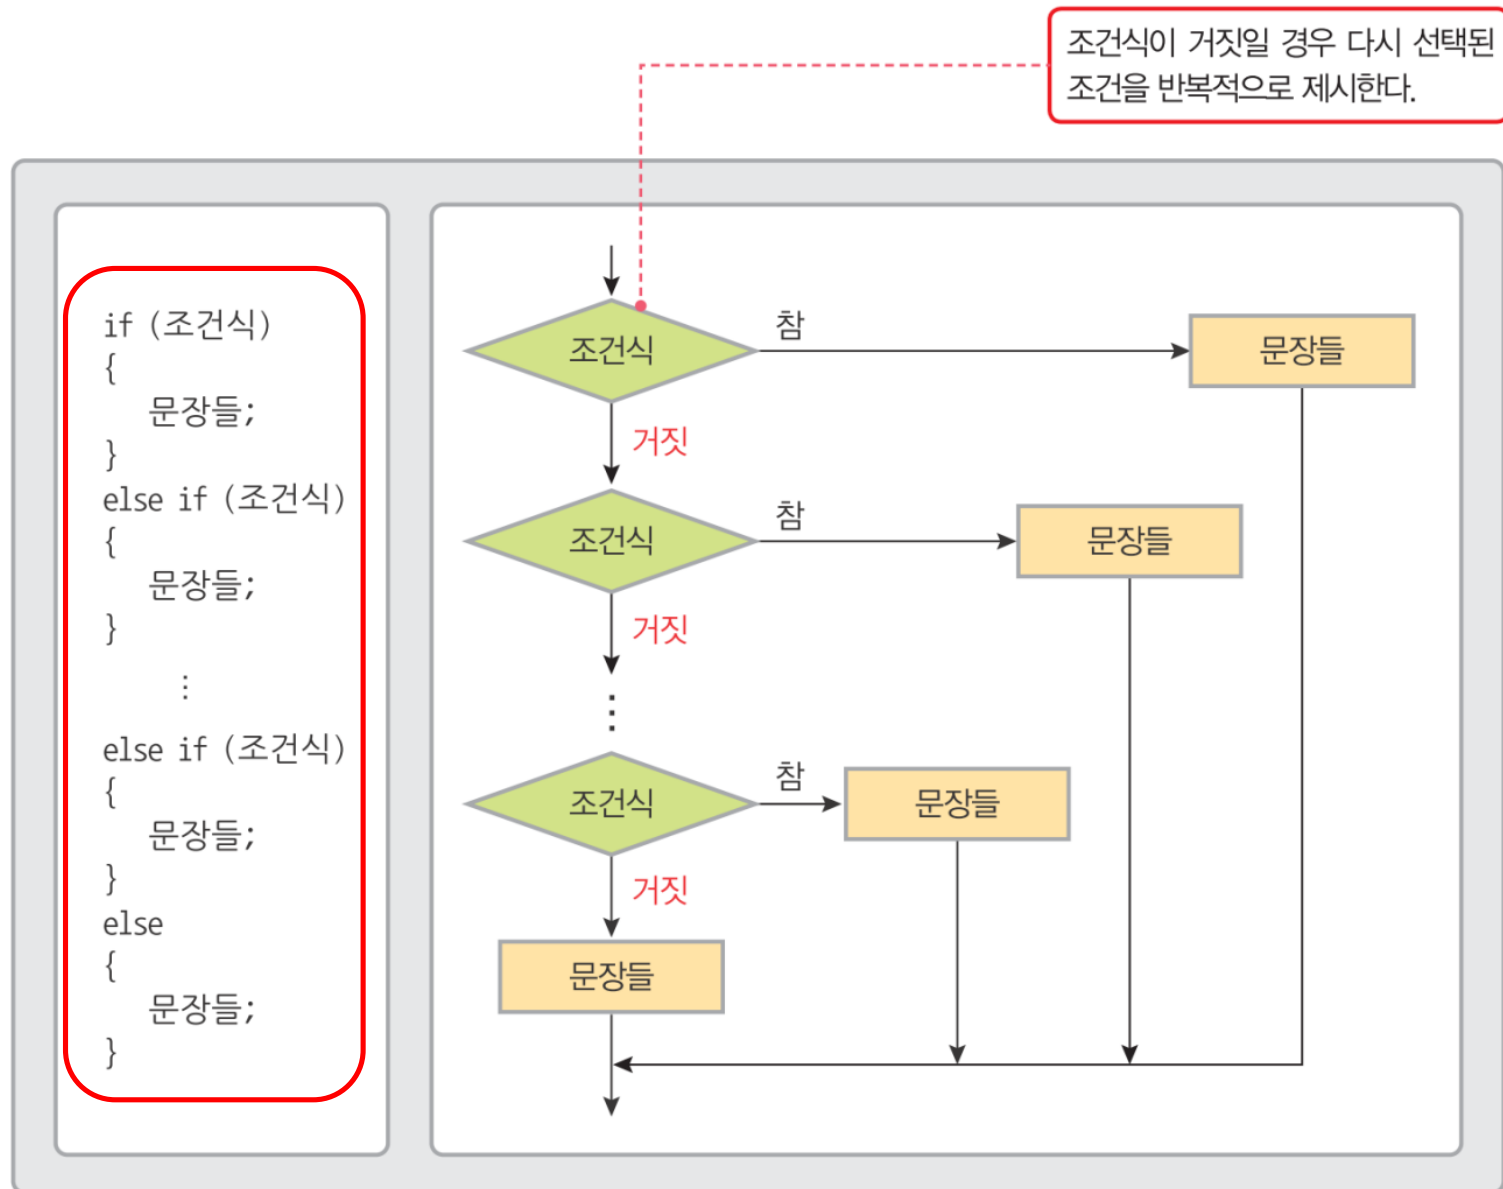 조건식이 거짓일 경우 다시 선택된
조건을 반복적으로 제시한다.
if (조건식)
{
문장들;
}
else if (조건식)
{
문장들;
}
⋮
else if (조건식)
{
문장들;
}
else
{
문장들;
}
조건식
참
문장들
거짓
조건식
참
문장들
거짓
⋮
조건식
참
문장들
거짓
문장들